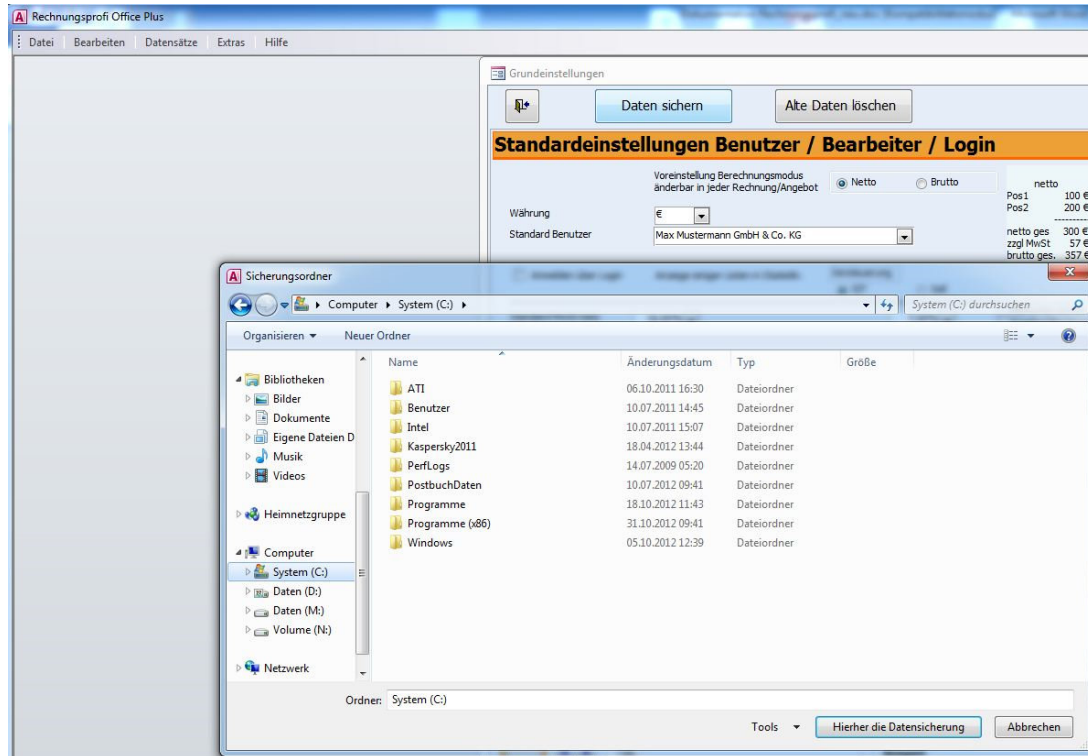 Rechnungsprofi Office Plus
Datei Bearbeiten Datensätze Extras Hilfe
Grundeinstellungen
Daten sichern Alte Daten löschen
Standardeinstellungen Benutzer / Bearbeiter / Login
Voreinstellung Berechnungsmodus
änderbar in jeder Rechnung/Angebot
Netto Brutto
netto
Pos1 100 €
Pos2 200 €
----------
Währung €
Standard Benutzer Max Mustermann GmbH & Co. KG
netto ges 300 €
zzgl MwSt 57 €
brutto ges. 357 €
Sicherungsordner
Computer System (C:) System (C:) durchsuchen
Organisieren Neuer Ordner
Name Änderungsdatum Typ Größe
Bibliotheken
Bilder
Dokumente
Eigene Dateien D
Musik
Videos
Heimnetzgruppe
Computer
System (C:)
Daten (D:)
Daten (M:)
Volume (N:)
Netzwerk
ATI 06.10.2011 16:30 Dateiordner
Benutzer 10.07.2011 14:45 Dateiordner
Intel 10.07.2011 15:07 Dateiordner
Kaspersky2011 18.04.2012 13:44 Dateiordner
PerfLogs 14.07.2009 05:20 Dateiordner
PostbuchDaten 10.07.2012 09:41 Dateiordner
Programme 18.10.2012 11:43 Dateiordner
Programme (x86) 31.10.2012 09:41 Dateiordner
Windows 05.10.2012 12:39 Dateiordner
Ordner: System (C:)
Tools Hierher die Datensicherung Abbrechen